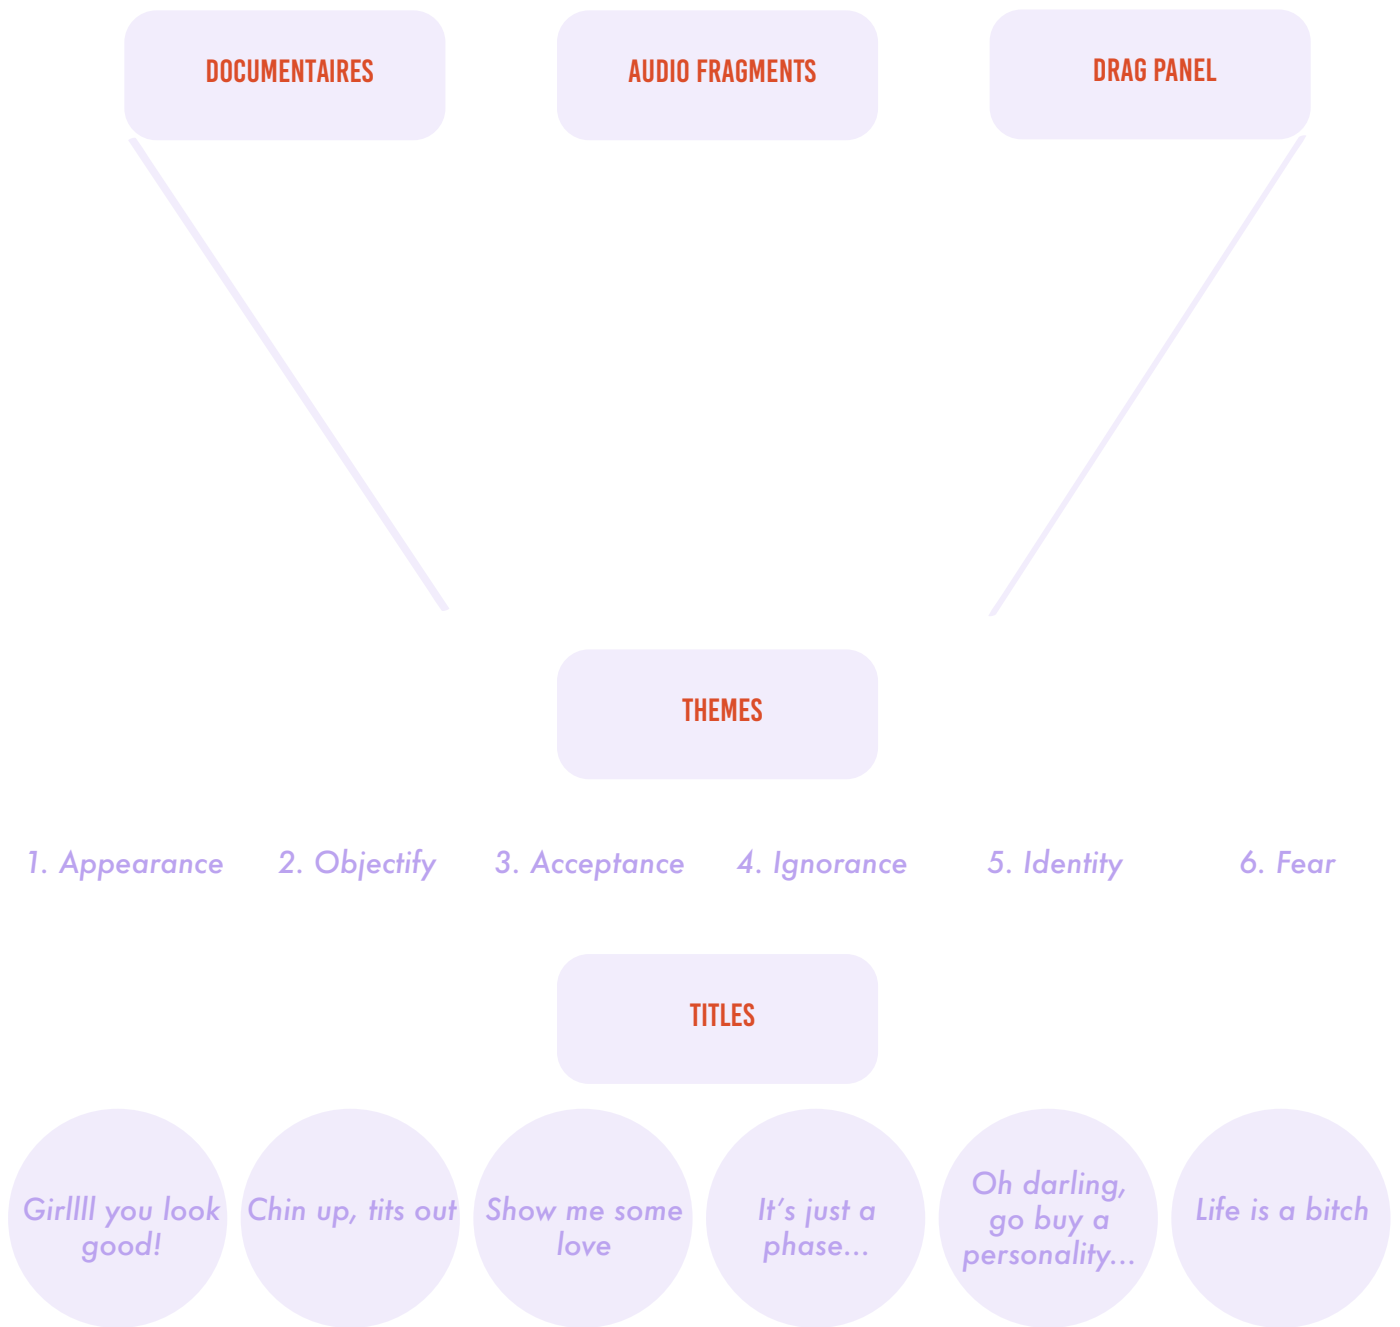 DOCUMENTAIRES
AUDIO FRAGMENTS
DRAG PANEL
THEMES
1. Appearance
2. Objectify
3. Acceptance
4. Ignorance
5. Identity
6. Fear
TITLES
Girllll you look
good!
Chin up, tits out
Show me some
love
It’s just a
phase...
Oh darling,
go buy a
personality...
Life is a bitch